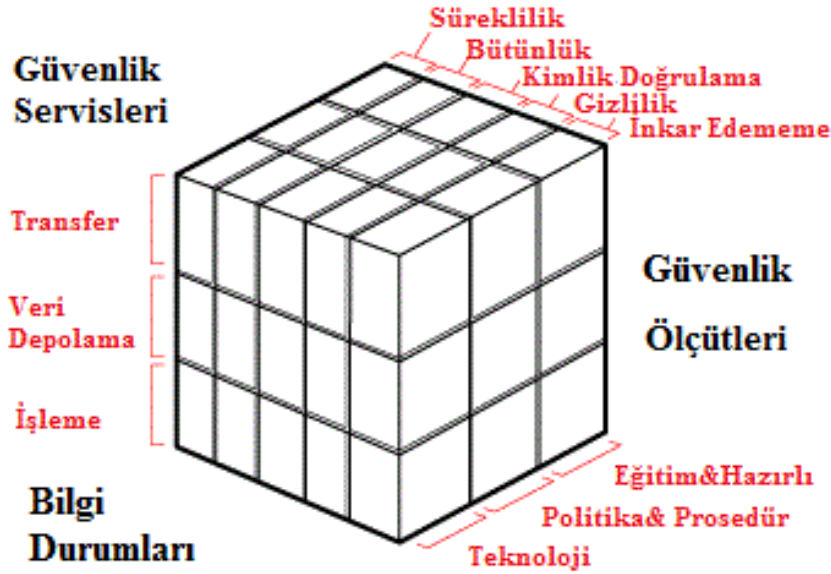 Güvenlik
Servisleri
Süreklilik
Bütünlük
Kimlik Doğrulama
Gizlilik
İnkar Edememe
Transfer
Veri
Depolama
İşleme
Güvenlik
Ölçütleri
Bilgi
Durumları
Eğitim&Hazırlı
Politika& Prosedür
Teknoloji